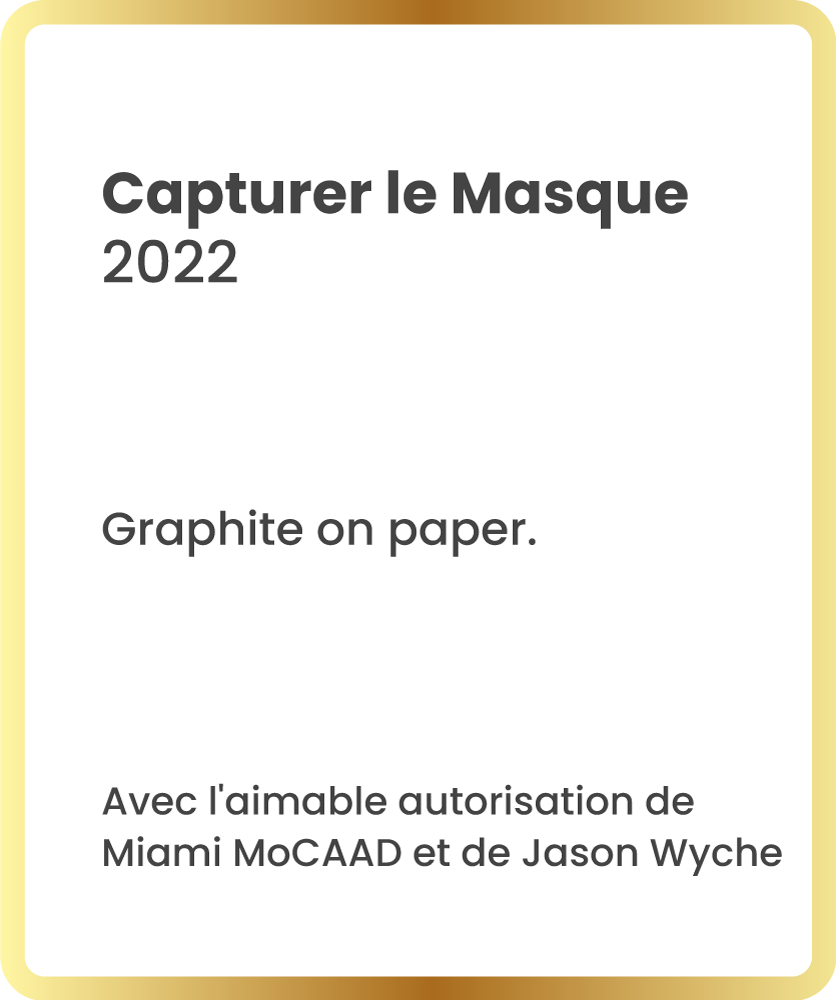 Capturer le Masque
2022
Graphite on paper.
Avec l'aimable autorisation de
Miami MoCAAD et de Jason Wyche